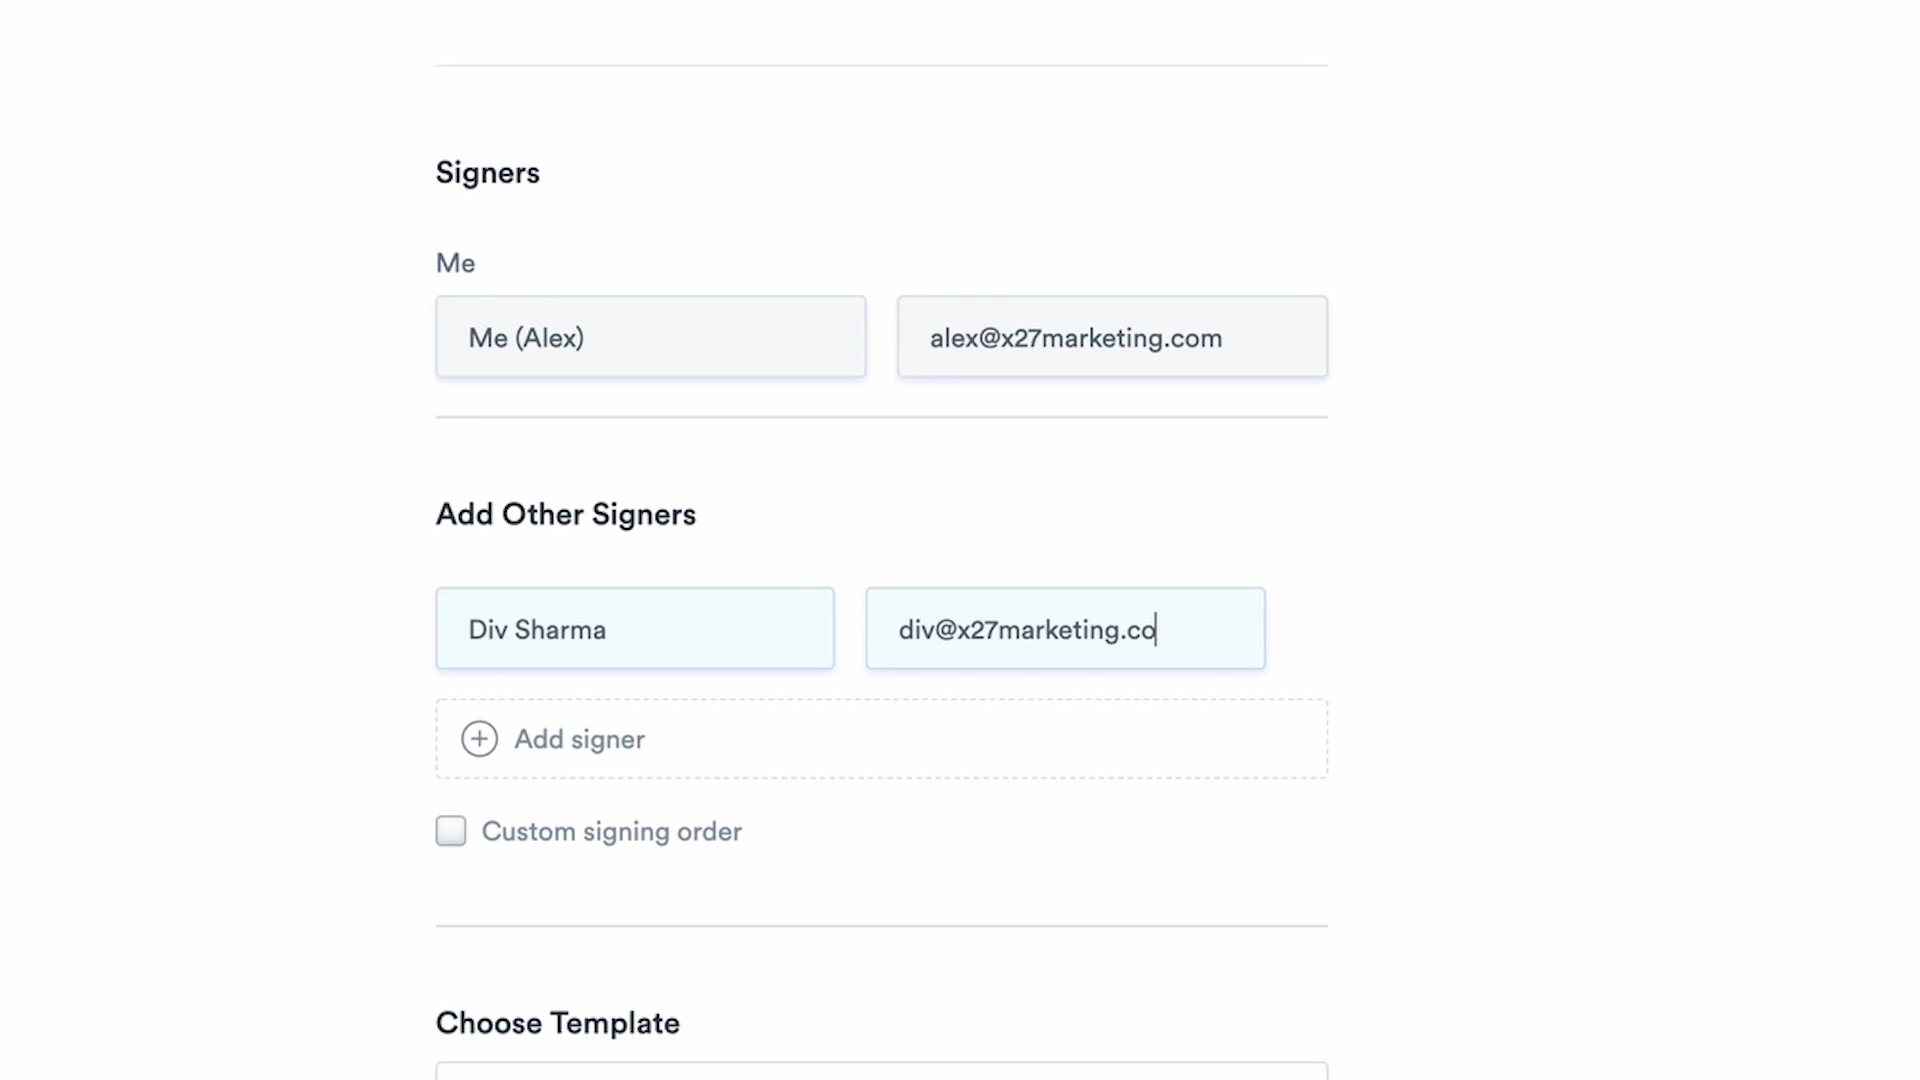 Signers
Me
Me (Alex) alex@x27marketing.com
Add Other Signers
Div Sharma div@x27marketing.co
Add signer
Custom signing order
Choose Template